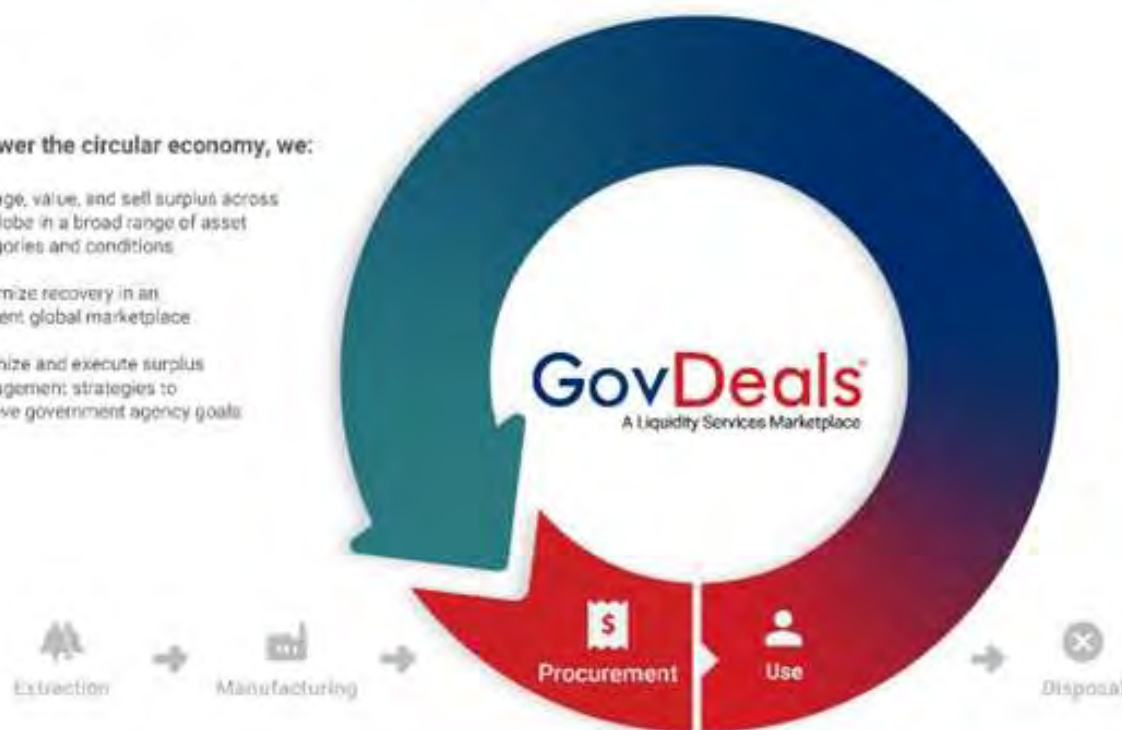 wer the circular economy, we:
ge, value, and sell surplus across
lobe in a broad range of asset
gories and conditions
mize recovery in an
ent global marketplace
nize and execute surplus
agement strategies to
ve government agency goals
GovDeals
A Liquidity Services Marketplace
$
Extraction
Manufacturing
Procurement
Use
Disposal